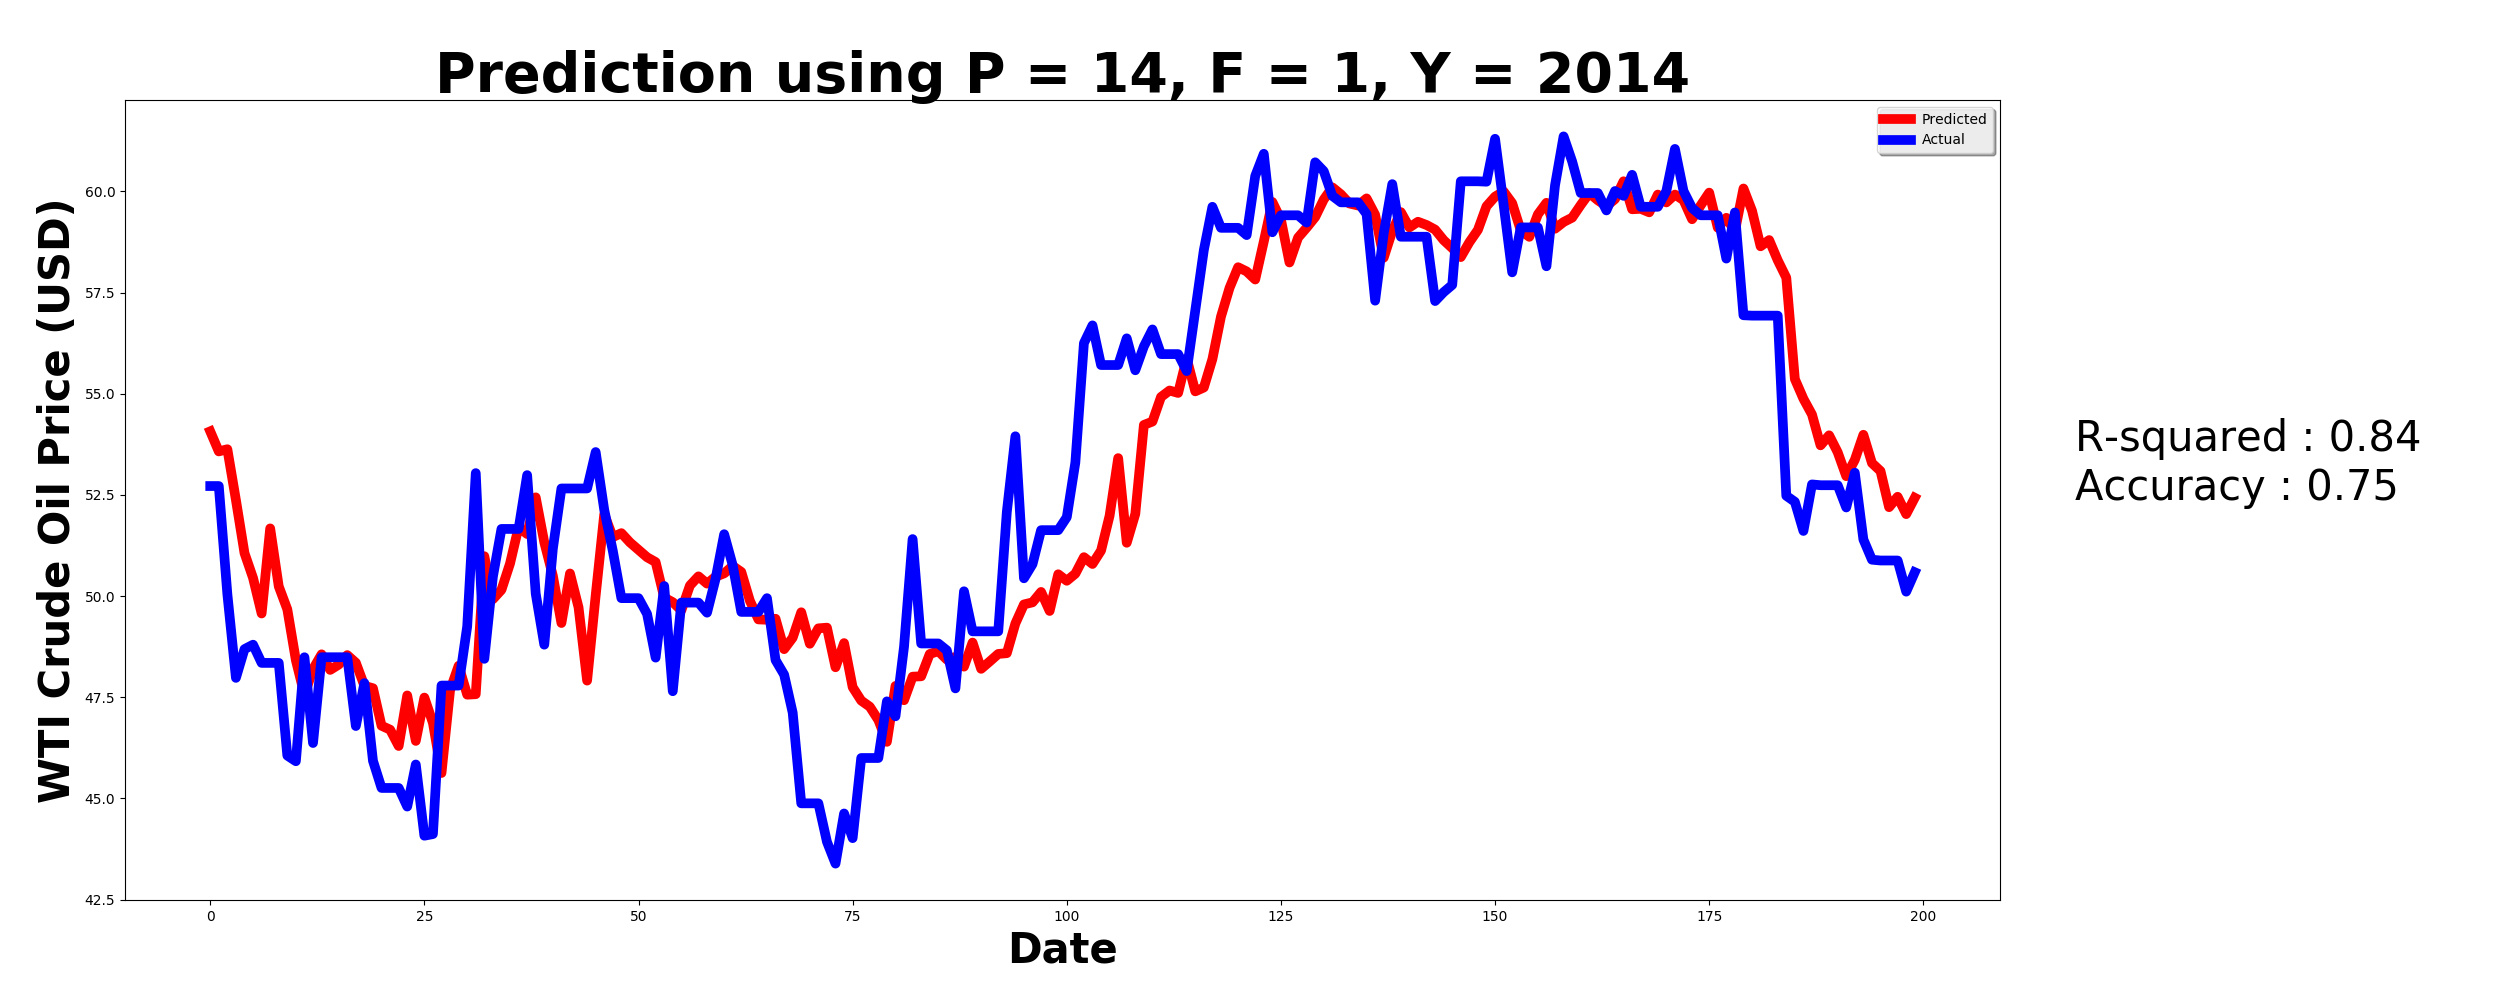 Prediction using P = 14, F = 1, Y = 2014
Predicted
Actual
WTI Crude Oil Price (USD)
60.0
57.5
55.0
52.5
50.0
47.5
45.0
42.5
0 25 50 75 100 125 150 175 200
Date
R-squared : 0.84
Accuracy : 0.75